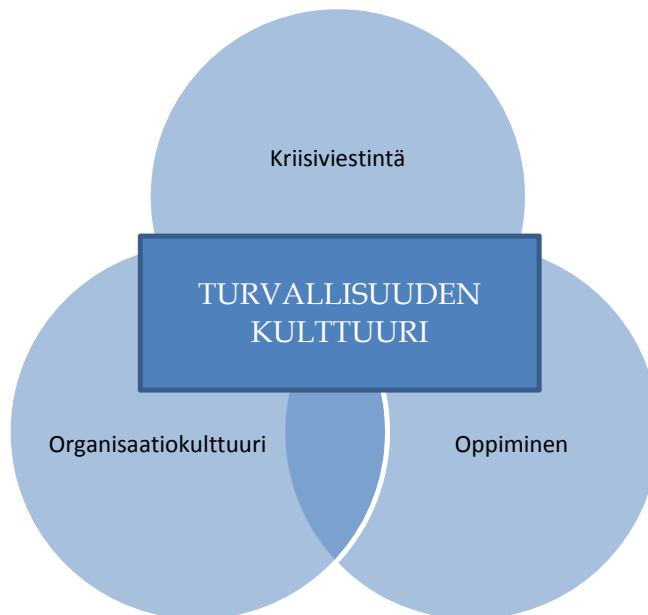 Kriisiviestintä
TURVALLISUUDEN
KULTTUURI
Organisaatiokulttuuri
Oppiminen